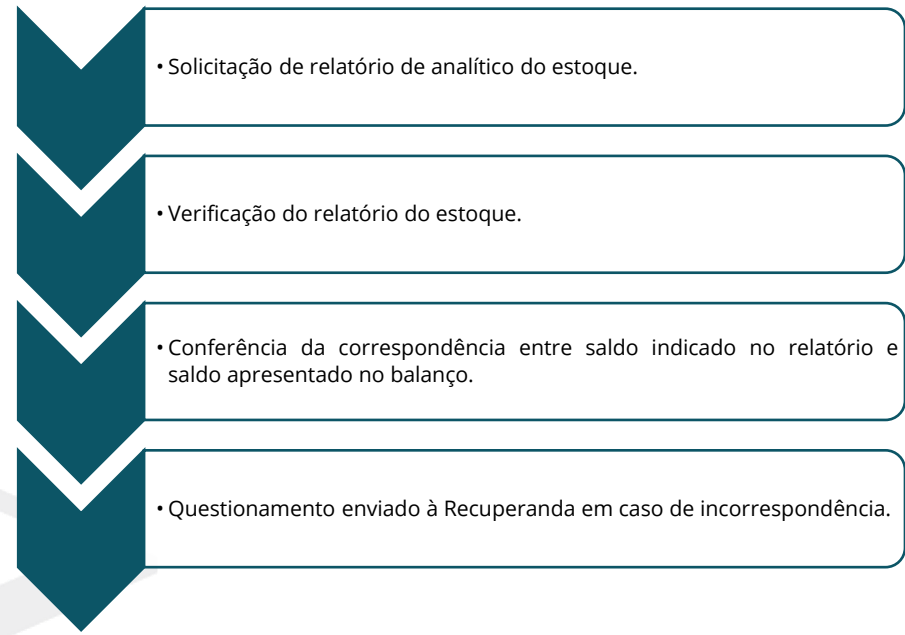 • Solicitação de relatório de analítico do estoque.
• Verificação do relatório do estoque.
• Conferência da correspondência entre saldo indicado no relatório e
saldo apresentado no balanço.
• Questionamento enviado à Recuperanda em caso de incorrespondência.